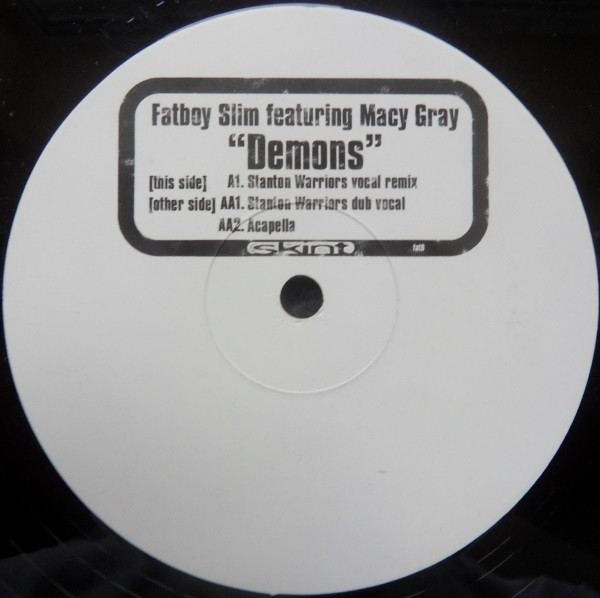 Fatboy Slim featuring Macy Gray
"Demons"
[this side] A1. Stanton Warriors vocal remix
[other side] AA1. Stanton Warriors dub vocal
AA2. Acapella
skint